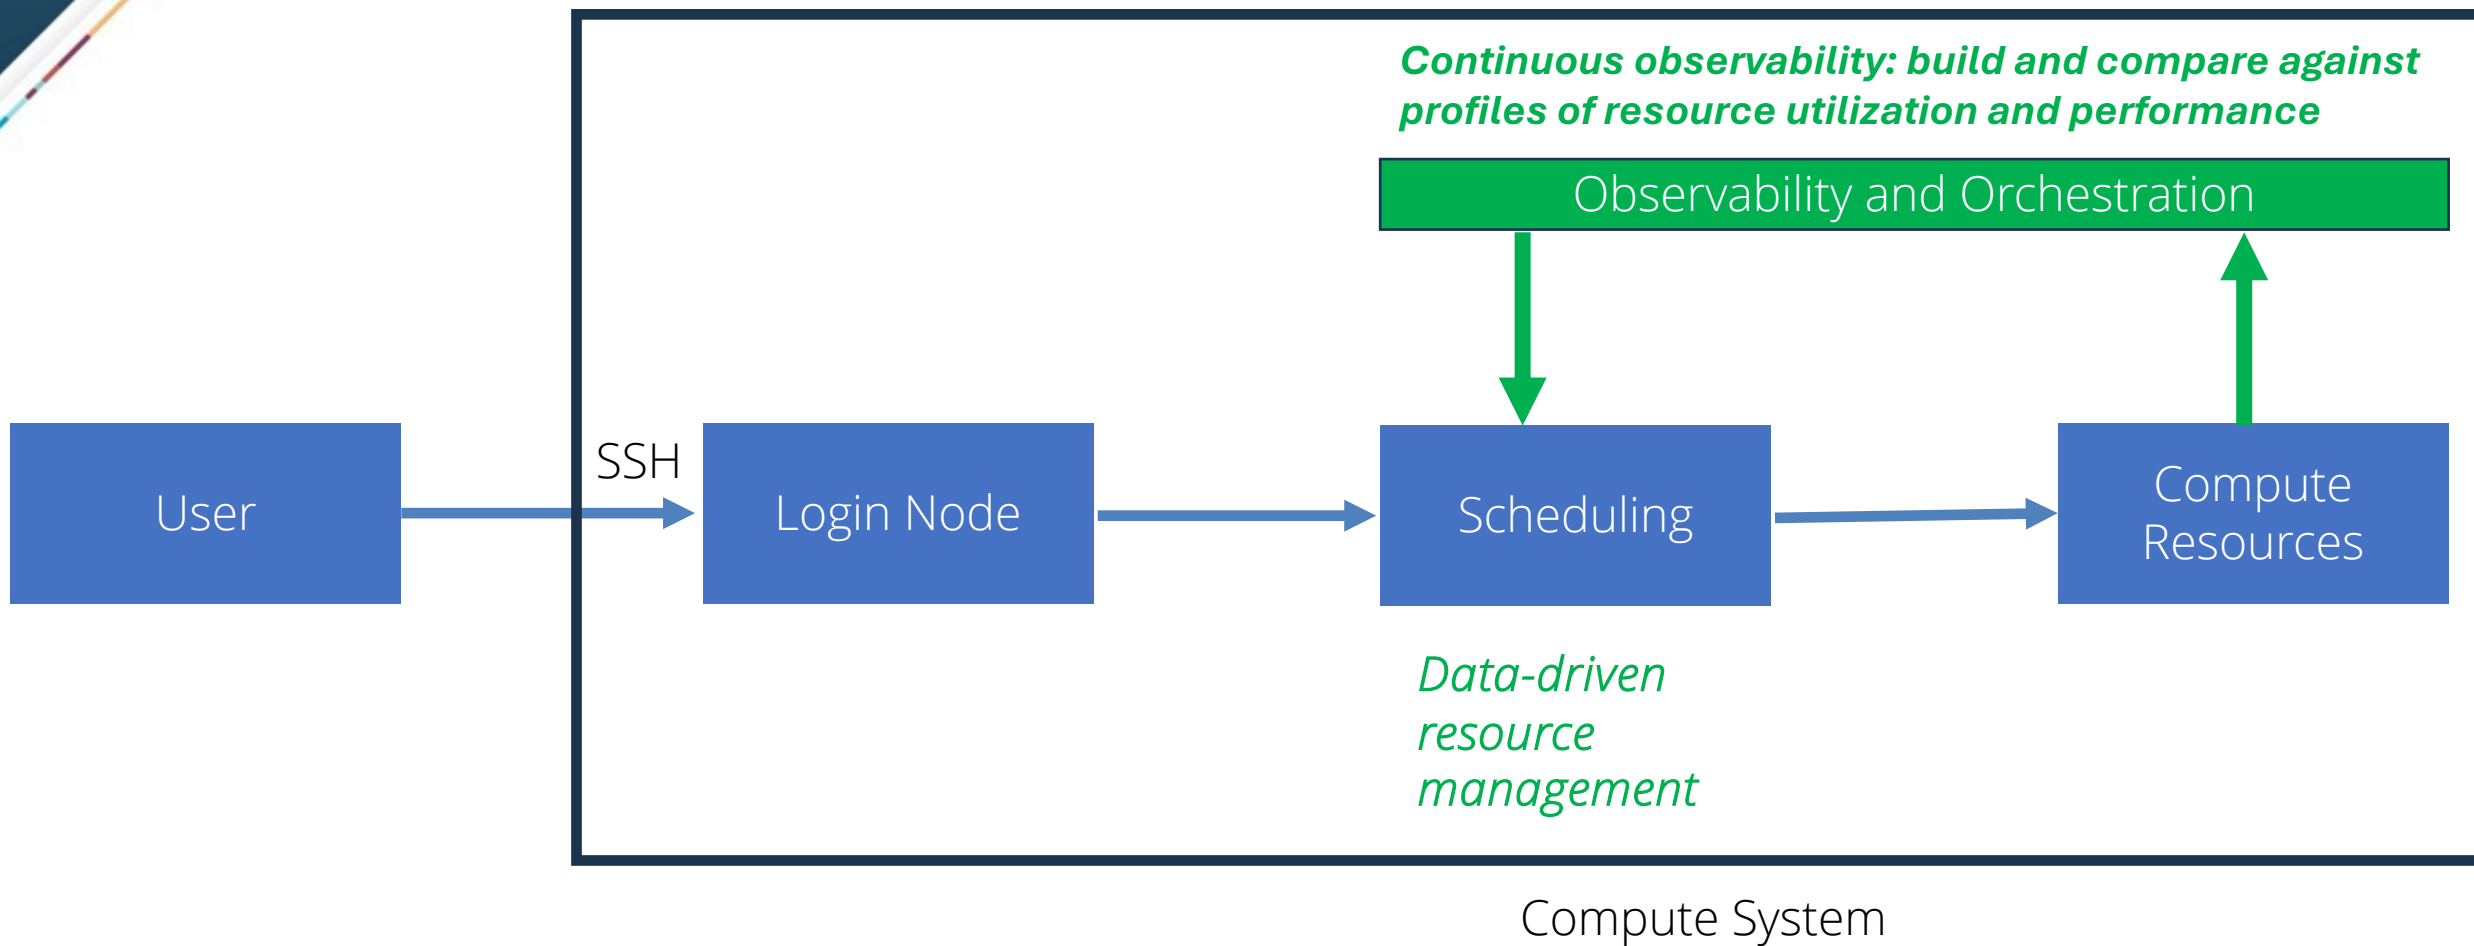 Continuous observability: build and compare against
profiles of resource utilization and performance
Observability and Orchestration
SSH
User
Login Node
Scheduling
Compute
Resources
Data-driven
resource
management
Compute System